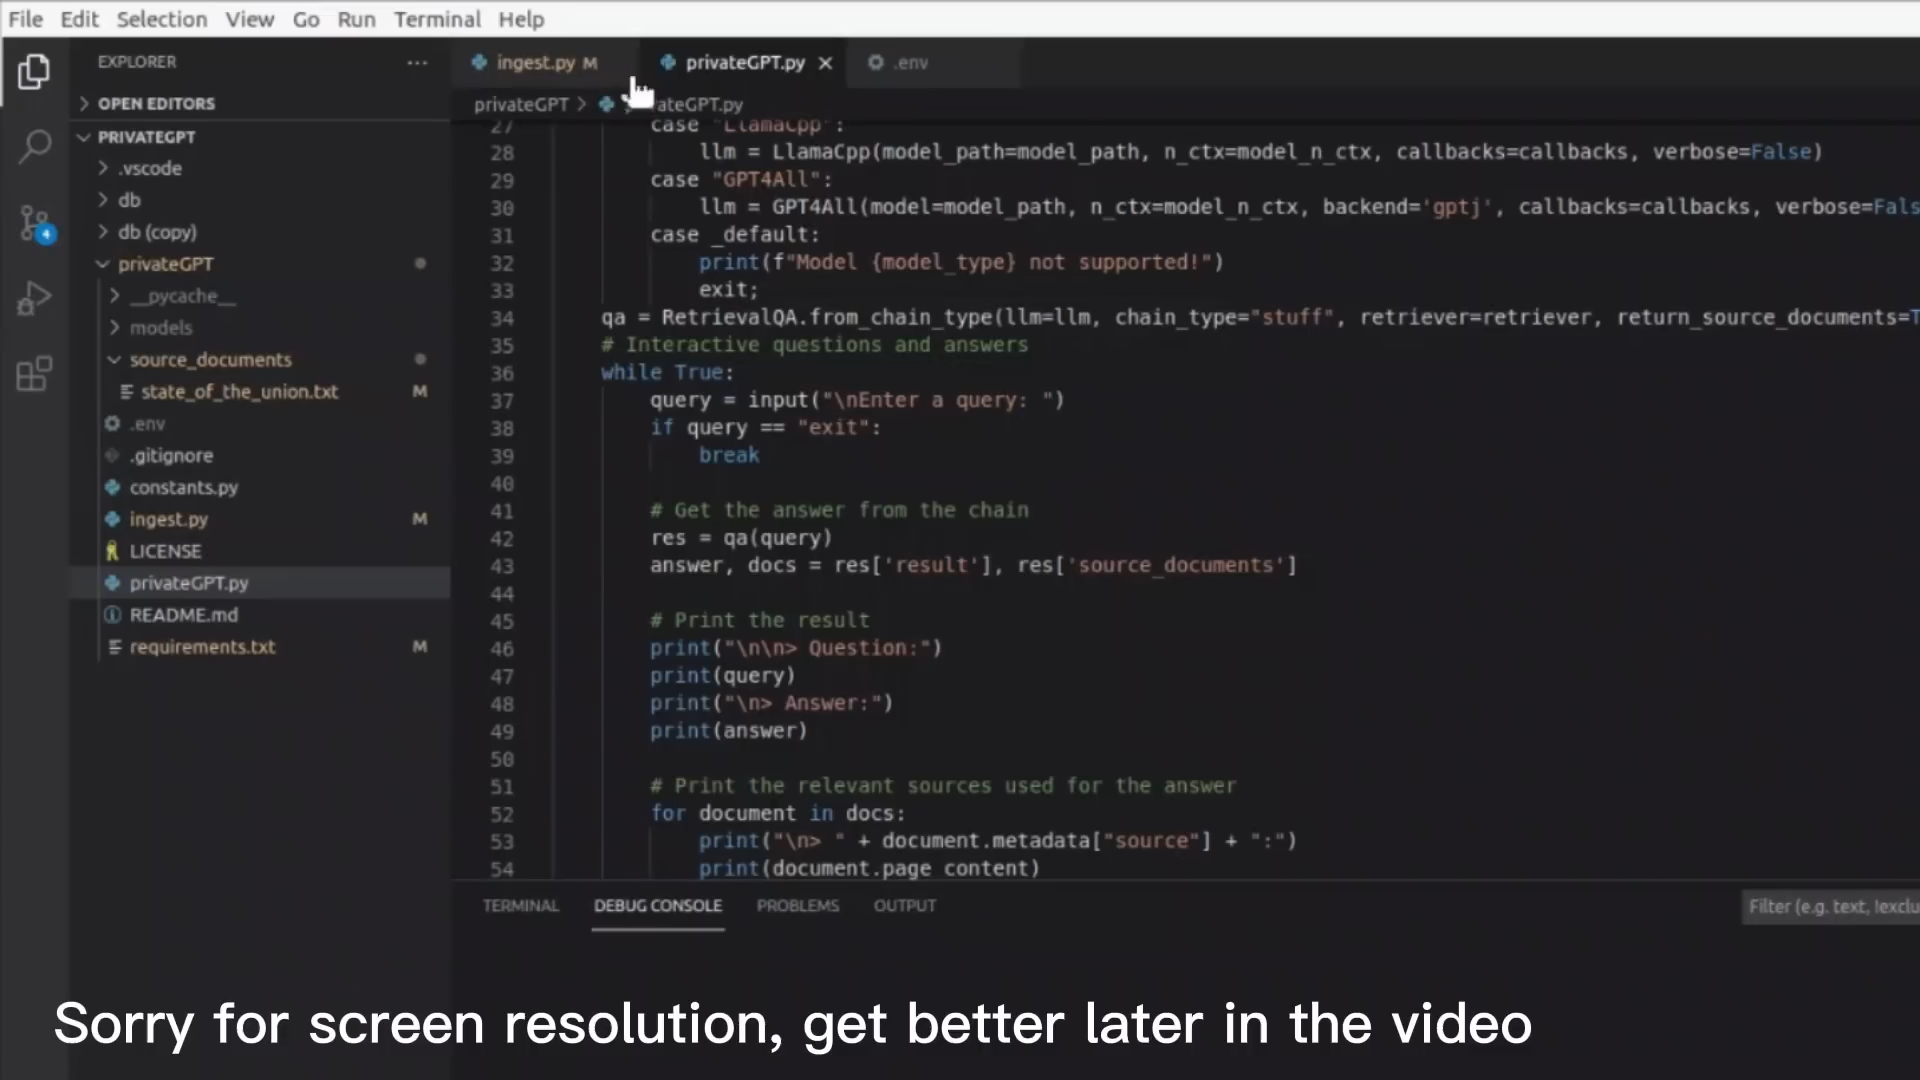 File Edit Selection View Go Run Terminal Help
EXPLORER ...
OPEN EDITORS
PRIVATEGPT
.vscode
db
db (copy)
privateGPT
__pycache__
models
source_documents
state_of_the_union.txt M
.env
.gitignore
constants.py
ingest.py M
LICENSE
privateGPT.py
README.md
requirements.txt M
ingest.py M privateGPT.py .env
privateGPT > ateGPT.py
27 case "LlamaCpp":
28 llm = LlamaCpp(model_path=model_path, n_ctx=model_n_ctx, callbacks=callbacks, verbose=False)
29 case "GPT4All":
30 llm = GPT4All(model=model_path, n_ctx=model_n_ctx, backend='gptj', callbacks=callbacks, verbose=Fals
31 case _default:
32 print(f"Model {model_type} not supported!")
33 exit;
34 qa = RetrievalQA.from_chain_type(llm=llm, chain_type="stuff", retriever=retriever, return_source_documents=T
35 # Interactive questions and answers
36 while True:
37 query = input("\nEnter a query: ")
38 if query == "exit":
39 break
40
41 # Get the answer from the chain
42 res = qa(query)
43 answer, docs = res['result'], res['source_documents']
44
45 # Print the result
46 print("\n\n> Question:")
47 print(query)
48 print("\n> Answer:")
49 print(answer)
50
51 # Print the relevant sources used for the answer
52 for document in docs:
53 print("\n> " + document.metadata["source"] + ":")
54 print(document.page_content)
TERMINAL DEBUG CONSOLE PROBLEMS OUTPUT Filter (e.g. text, !exclu
4
Sorry for screen resolution, get better later in the video